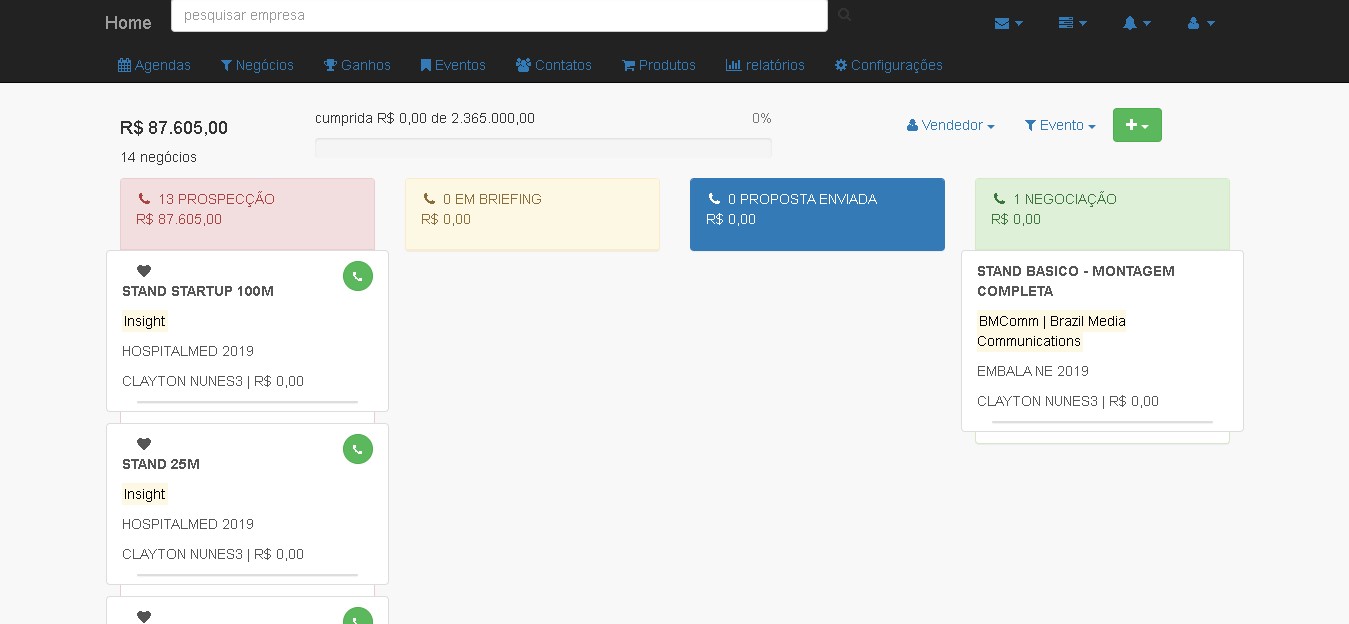 Home
pesquisar empresa
Agendas
Negócios
Ganhos
Eventos
Contatos
Produtos
relatórios
Configurações
R$ 87.605,00
14 negócios
cumprida R$ 0,00 de 2.365.000,00
0%
Vendedor
Evento
13 PROSPECÇÃO
R$ 87.605,00
0 EM BRIEFING
R$ 0,00
0 PROPOSTA ENVIADA
R$ 0,00
1 NEGOCIAÇÃO
R$ 0,00
STAND STARTUP 100M
Insight
HOSPITALMED 2019
CLAYTON NUNES3 | R$ 0,00
STAND 25M
Insight
HOSPITALMED 2019
CLAYTON NUNES3 | R$ 0,00
STAND BASICO - MONTAGEM
COMPLETA
BMComm | Brazil Media
Communications
EMBALA NE 2019
CLAYTON NUNES3 | R$ 0,00